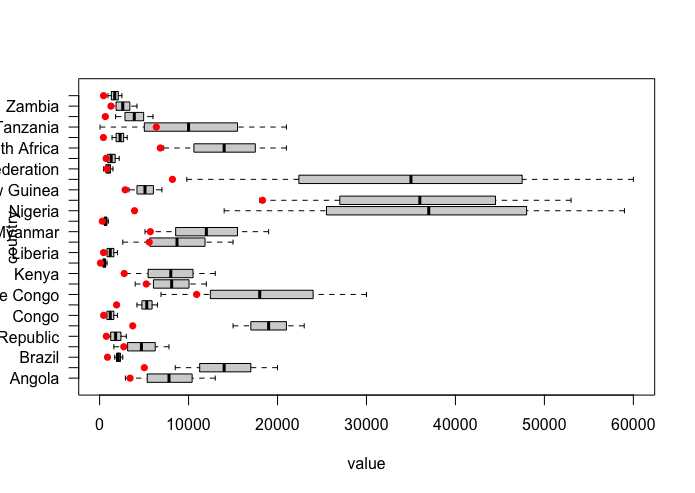 Zambia
Tanzania
th Africa
ederation
w Guinea
Nigeria
Myanmar
Liberia
Kenya
e Congo
Congo
Republic
Brazil
Angola
country
0 10000 20000 30000 40000 50000 60000
value